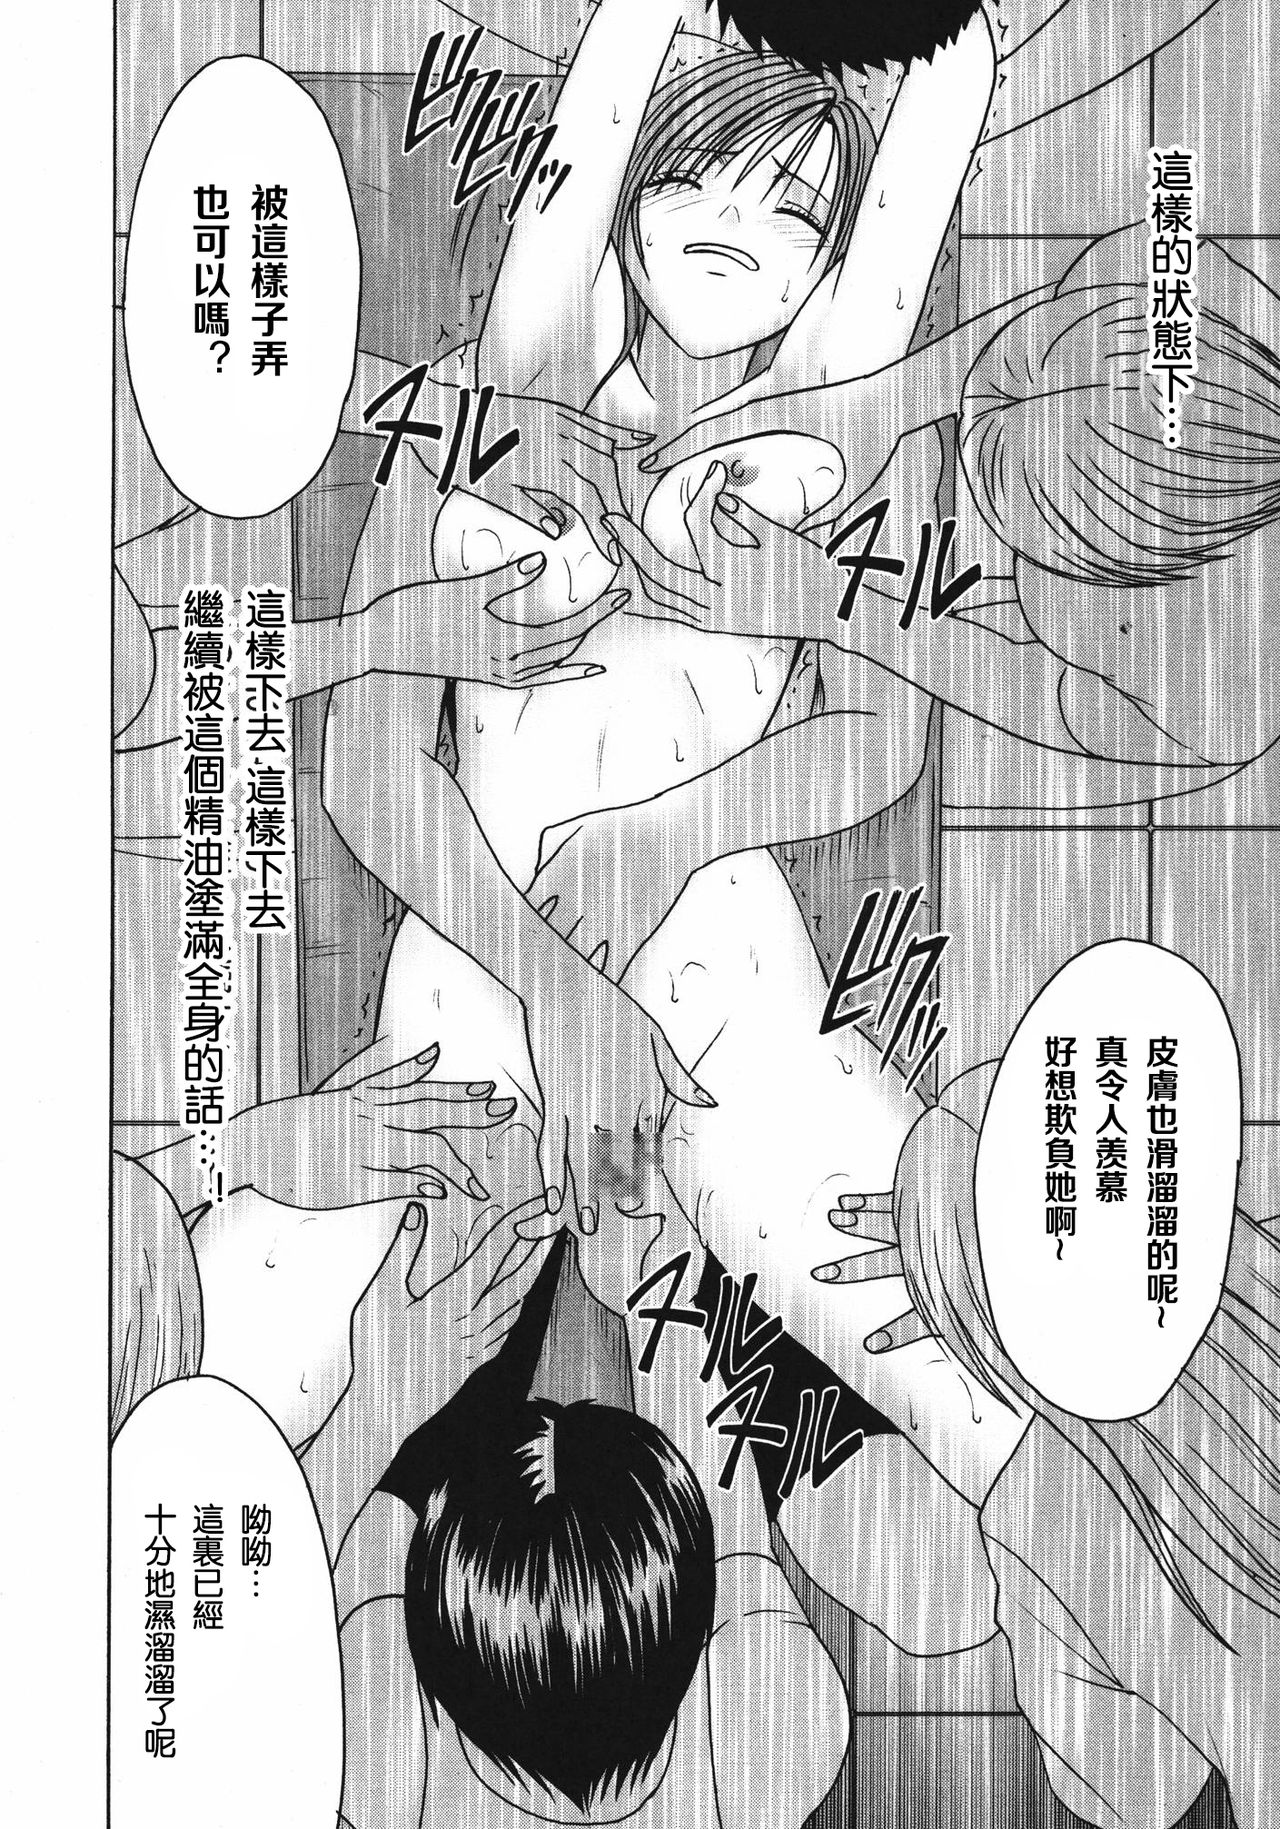 這樣的狀態下…
ビクビクッ
被這樣子弄
也可以嗎？
ヌル
ヌル
這樣下去 這樣下去
繼續被這個精油塗滿全身的話…！
ビクッ
皮膚也滑溜溜的呢~
真令人羨慕
好想欺負她啊~
ヌル
ヌル
呦呦…
這裏已經
十分地濕溜溜了呢